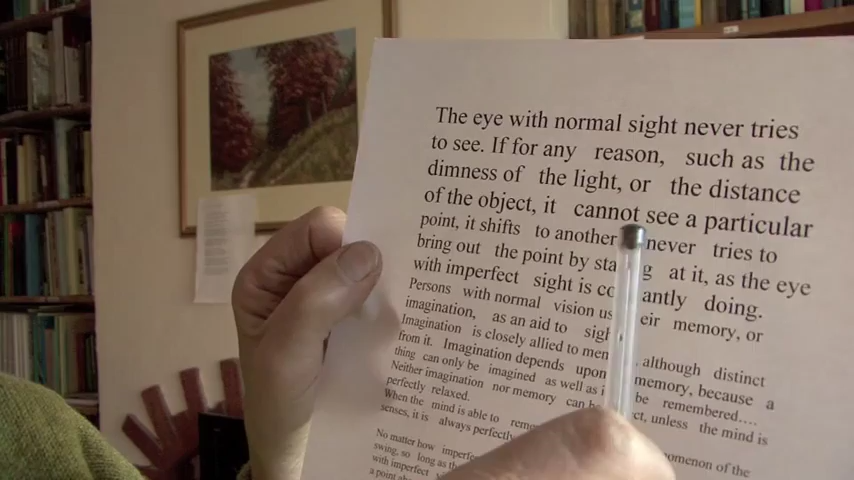 The eye with normal sight never tries
to see. If for any reason, such as the
dimness of the light, or the distance
of the object, it cannot see a particular
point, it shifts to another never tries to
bring out the point by sta g at it, as the eye
with imperfect sight is co antly doing.
Persons with normal vision us eir memory, or
imagination, as an aid to sigh
Imagination is closely allied to mem although distinct
from it. Imagination depends upon memory, because a
thing can only be imagined as well as i be remembered....
Neither imagination nor memory can be ct, unless the mind is
perfectly relaxed.
When the mind is able to remem
senses, it is always perfectly
No matter how imperfec omenon of the
swing, so long as the
with imperfect
a point